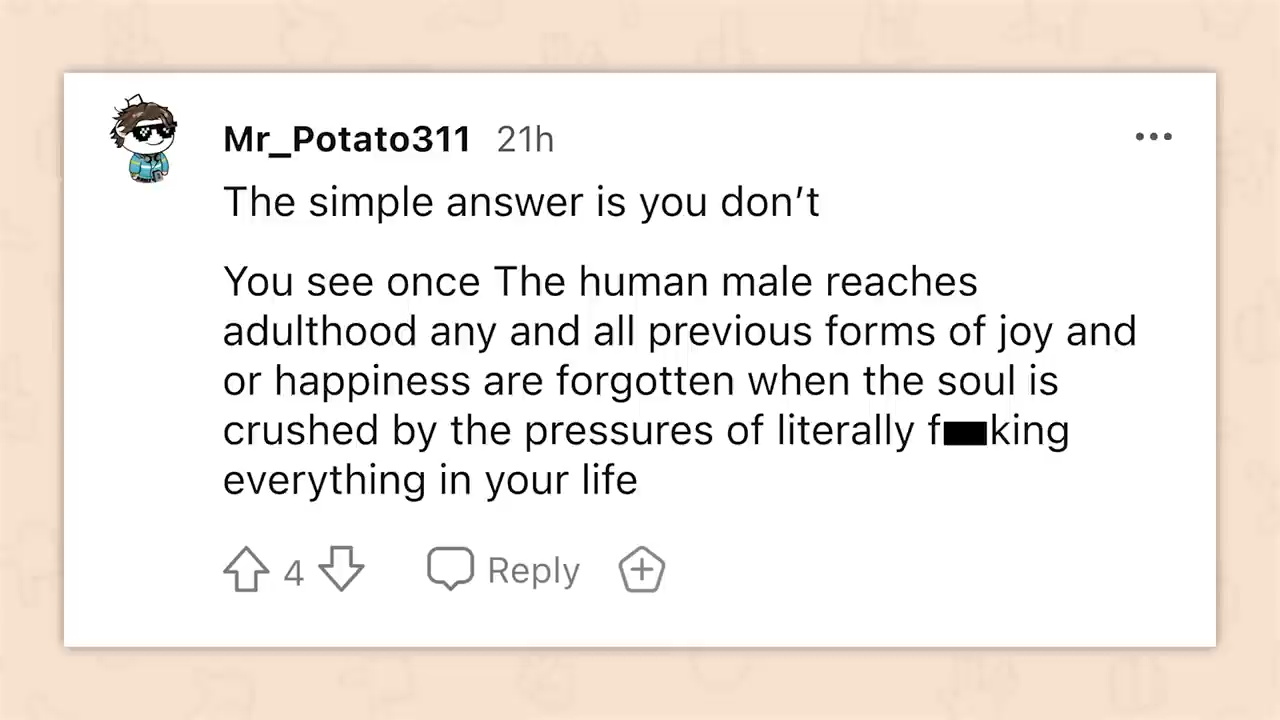 Mr_Potato311 21h
The simple answer is you don’t
You see once The human male reaches
adulthood any and all previous forms of joy and
or happiness are forgotten when the soul is
crushed by the pressures of literally f██king
everything in your life
4 Reply